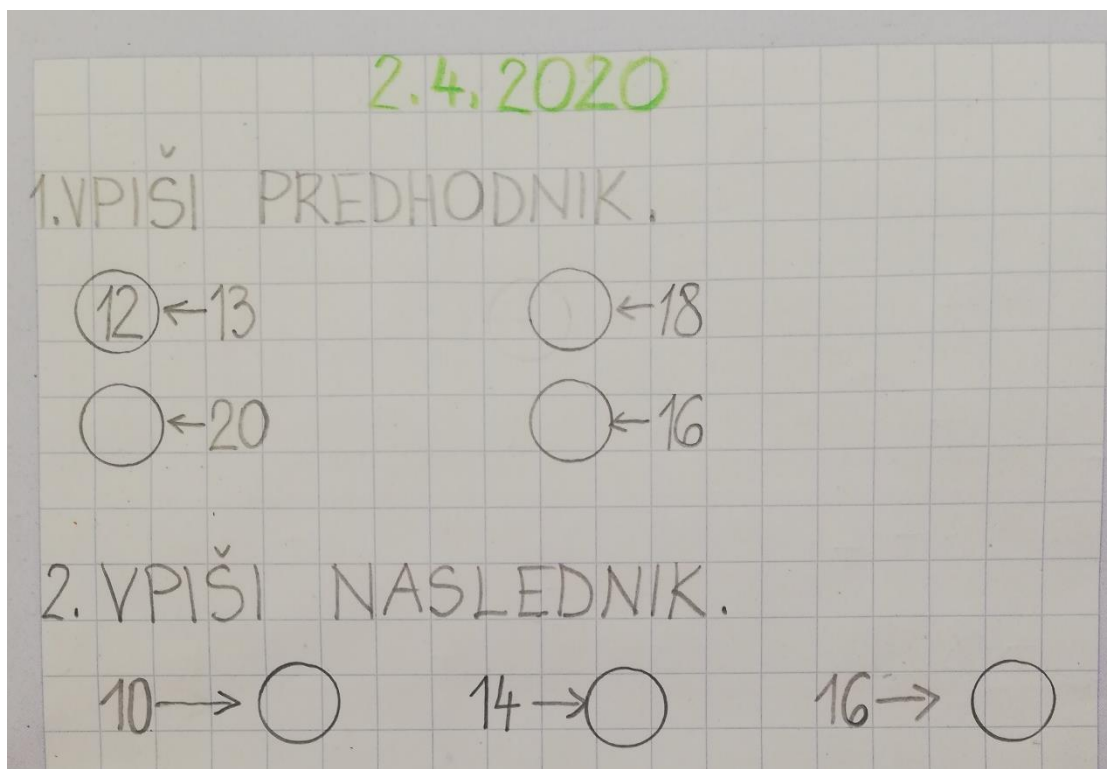 2.4.2020
1. VPIŠI PREDHODNIK.
12 ← 13 ← 18
← 20 ← 16
2. VPIŠI NASLEDNIK.
10 → 14 → 16 →